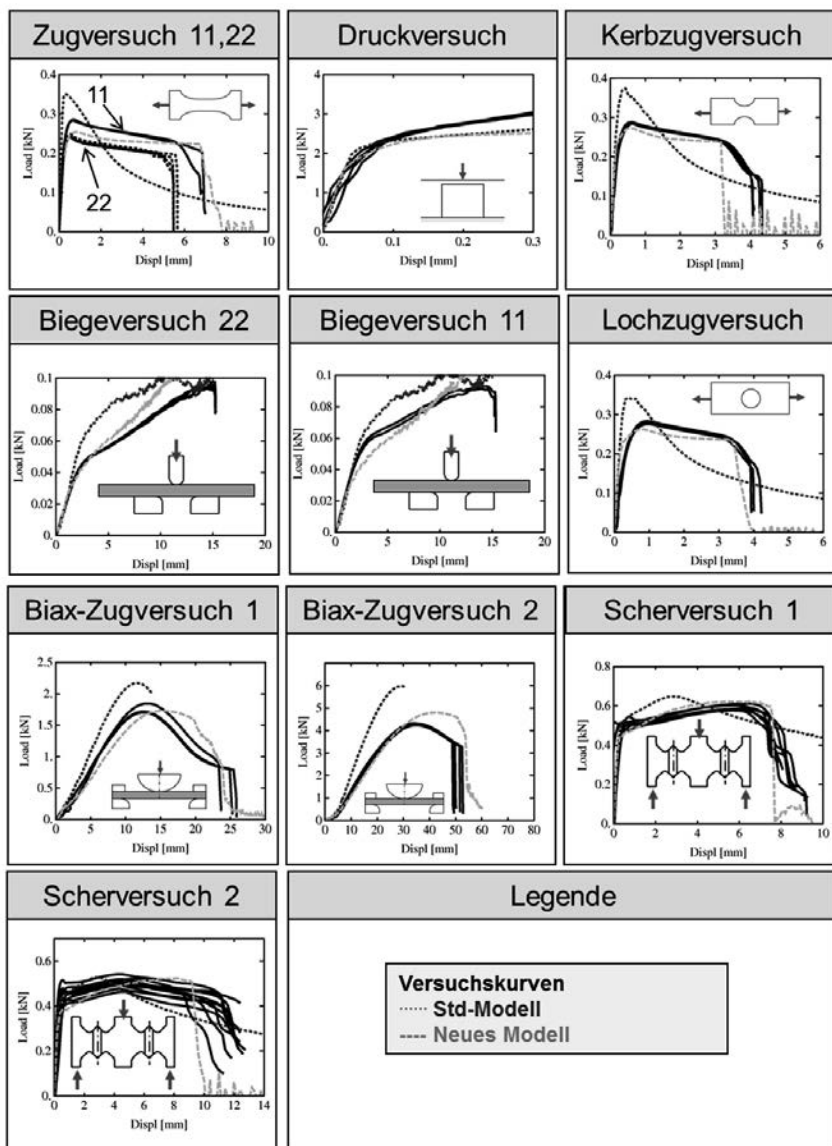 Zugversuch 11,22
Druckversuch
Kerbzugversuch
0.4
0.3
0.2
0.1
0.
Load [kN]
11
22
0 2 4 6 8 10
Displ [mm]
4
3
2
1
0
Load [kN]
0. 0.1 0.2 0.3
Displ [mm]
0.4
0.3
0.2
0.1
0.
Load [kN]
0 1 2 3 4 5 6
Displ [mm]
Biegeversuch 22
Biegeversuch 11
Lochzugversuch
0.1
0.08
0.06
0.04
0.02
0.
Load [kN]
0 5 10 15 20
Displ [mm]
0.1
0.08
0.06
0.04
0.02
0.
Load [kN]
0 5 10 15 20
Displ [mm]
0.4
0.3
0.2
0.1
0.
Load [kN]
0 1 2 3 4 5 6
Displ [mm]
Biax-Zugversuch 1
Biax-Zugversuch 2
Scherversuch 1
2.5
2.
1.5
1.
0.5
0.
Load [kN]
0 5 10 15 20 25 30
Displ [mm]
6
5
4
3
2
1
0
Load [kN]
0 10 20 30 40 50 60 70 80
Displ [mm]
0.8
0.6
0.4
0.2
0.
Load [kN]
0 2 4 6 8 10
Displ [mm]
Scherversuch 2
Legende
0.8
0.6
0.4
0.2
0.
Load [kN]
0 2 4 6 8 10 12 14
Displ [mm]
Versuchskurven
Std-Modell
Neues Modell